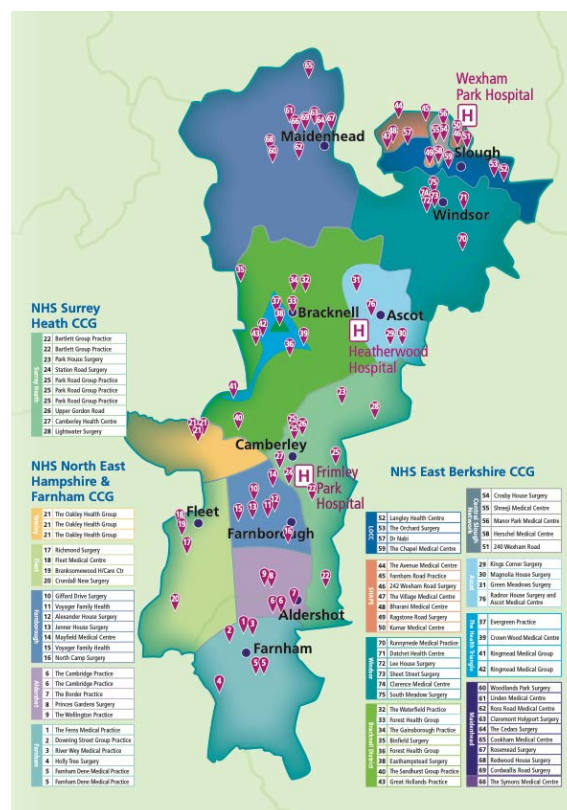 Wexham
Park Hospital
H
Maidenhead
Slough
Windsor
Bracknell
Ascot
H
Heatherwood
Hospital
Camberley
H
Frimley
Park
Hospital
Fleet
Farnborough
Aldershot
Farnham
NHS Surrey
Heath CCG
Surrey Heath
22 Bartlett Group Practice
22 Bartlett Group Practice
23 Park House Surgery
24 Station Road Surgery
25 Park Road Group Practice
25 Park Road Group Practice
25 Park Road Group Practice
26 Upper Gordon Road
27 Camberley Health Centre
28 Lightwater Surgery
NHS North East
Hampshire &
Farnham CCG
Yateley
21 The Oakley Health Group
21 The Oakley Health Group
21 The Oakley Health Group
Fleet
17 Richmond Surgery
18 Fleet Medical Centre
19 Branksomewood H/Care Ctr
20 Crondall New Surgery
Farnborough
10 Giffard Drive Surgery
11 Voyager Family Health
12 Alexander House Surgery
13 Jenner House Surgery
14 Mayfield Medical Centre
15 Voyager Family Health
16 North Camp Surgery
Aldershot
6 The Cambridge Practice
6 The Cambridge Practice
7 The Border Practice
8 Princes Gardens Surgery
9 The Wellington Practice
Farnham
1 The Ferns Medical Practice
2 Downing Street Group Practice
3 River Wey Medical Practice
4 Holly Tree Surgery
5 Farnham Dene Medical Practice
5 Farnham Dene Medical Practice
NHS East Berkshire CCG
LOCC
52 Langley Health Centre
53 The Orchard Surgery
57 Dr Nabi
59 The Chapel Medical Centre
SHAPE
44 The Avenue Medical Centre
45 Farnham Road Practice
46 242 Wexham Road Surgery
47 The Village Medical Centre
48 Bharani Medical Centre
49 Ragstone Road Surgery
50 Kumar Medical Centre
Windsor
70 Runnymede Medical Practice
71 Datchet Health Centre
72 Lee House Surgery
73 Sheet Street Surgery
74 Clarence Medical Centre
75 South Meadow Surgery
Bracknell District
32 The Waterfield Practice
33 Forest Health Group
34 The Gainsborough Practice
35 Binfield Surgery
36 Forest Health Group
38 Easthampstead Surgery
40 The Sandhurst Group Practice
43 Great Hollands Practice
Central Slough
Network
54 Crosby House Surgery
55 Shreeji Medical Centre
56 Manor Park Medical Centre
58 Herschel Medical Centre
51 240 Wexham Road
Ascot
29 Kings Corner Surgery
30 Magnolia House Surgery
31 Green Meadows Surgery
76 Radnor House Surgery and
Ascot Medical Centre
The Health Triangle
37 Evergreen Practice
39 Crown Wood Medical Centre
41 Ringmead Medical Group
42 Ringmead Medical Group
Maidenhead
60 Woodlands Park Surgery
61 Linden Medical Centre
62 Ross Road Medical Centre
63 Claremont Holyport Surgery
64 The Cedars Surgery
65 Cookham Medical Centre
67 Rosemead Surgery
68 Redwood House Surgery
69 Cordwallis Road Surgery
66 The Symons Medical Centre